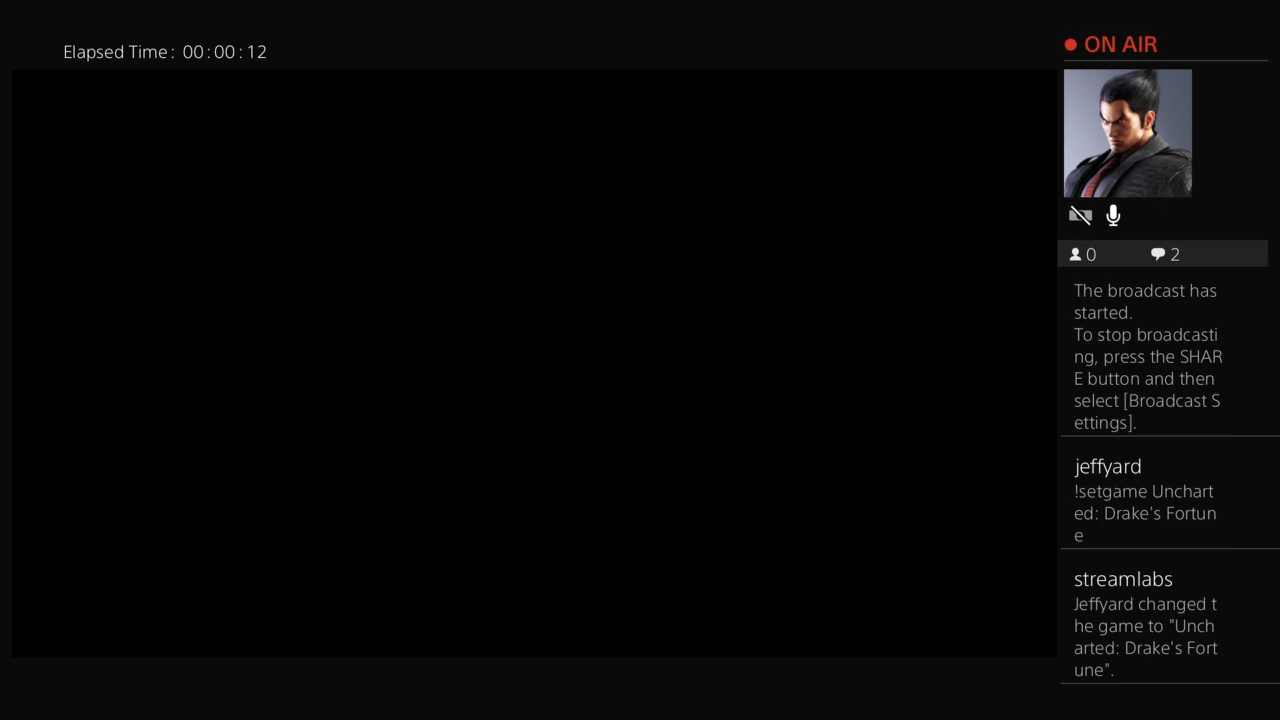 Elapsed Time: 00:00:12
ON AIR
0 2
The broadcast has
started.
To stop broadcasti
ng, press the SHAR
E button and then
select [Broadcast S
ettings].
jeffyard
!setgame Unchart
ed: Drake's Fortun
e
streamlabs
Jeffyard changed t
he game to "Unch
arted: Drake's Fort
une".